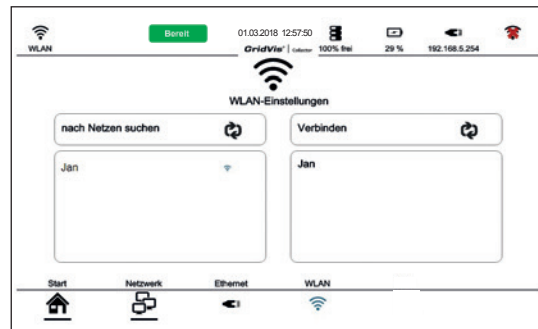 Bereit
01.03.2018 12:57:50
WLAN
GridVis® | Collector
100% frei
29 %
192.168.5.254
WLAN-Einstellungen
nach Netzen suchen
Verbinden
Jan
Jan
Start
Netzwerk
Ethernet
WLAN